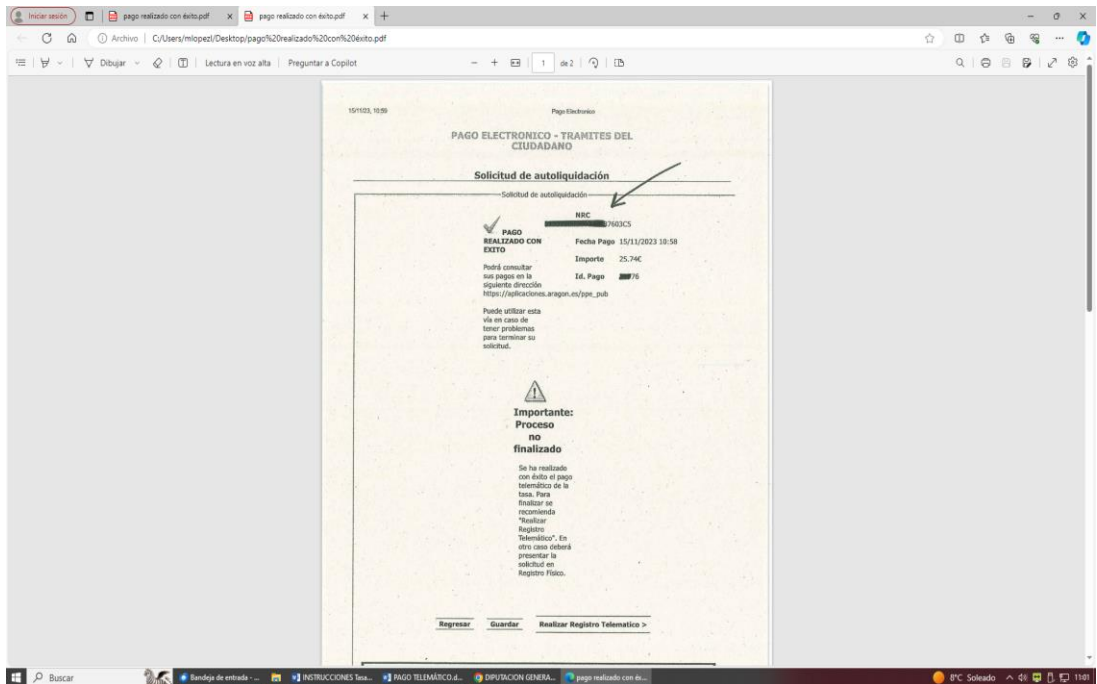 Iniciar sesión
pago realizado con éxito.pdf
pago realizado con éxito.pdf
Archivo C:/Users/mlopezl/Desktop/pago%20realizado%20con%20éxito.pdf
Dibujar
Lectura en voz alta
Preguntar a Copilot
1 de 2
15/11/23, 10:59
Pago Electronico
PAGO ELECTRONICO - TRAMITES DEL
CIUDADANO
Solicitud de autoliquidación
Solicitud de autoliquidación
NRC
7603C5
PAGO
REALIZADO CON
EXITO
Fecha Pago 15/11/2023 10:58
Importe 25.74€
Id. Pago 76
Podrá consultar
sus pagos en la
siguiente dirección
https://aplicaciones.aragon.es/ppe_pub
Puede utilizar esta
vía en caso de
tener problemas
para terminar su
solicitud.
Importante:
Proceso
no
finalizado
Se ha realizado
con éxito el pago
telemático de la
tasa. Para
finalizar se
recomienda
"Realizar
Registro
Telemático". En
otro caso deberá
presentar la
solicitud en
Registro Físico.
Regresar
Guardar
Realizar Registro Telematico >
Buscar
Bandeja de entrada - ...
INSTRUCCIONES Tasa...
PAGO TELEMÁTICO.d...
DIPUTACION GENERA...
pago realizado con éx...
8°C Soleado
11:01